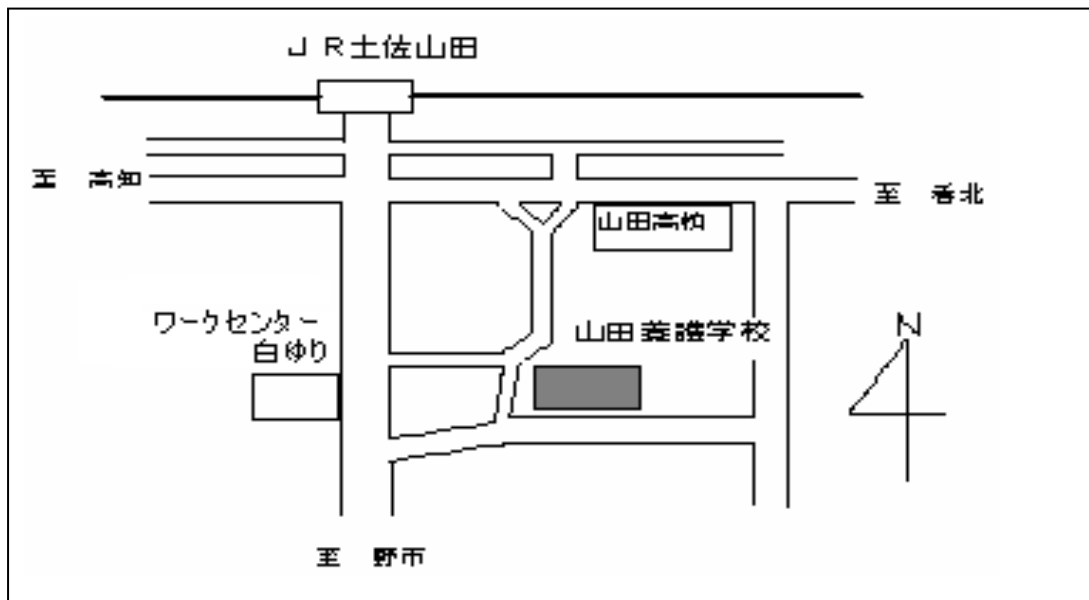 JR土佐山田
至 高知
至 香北
山田高校
ワークセンター
白ゆり
山田養護学校
N
至 野市